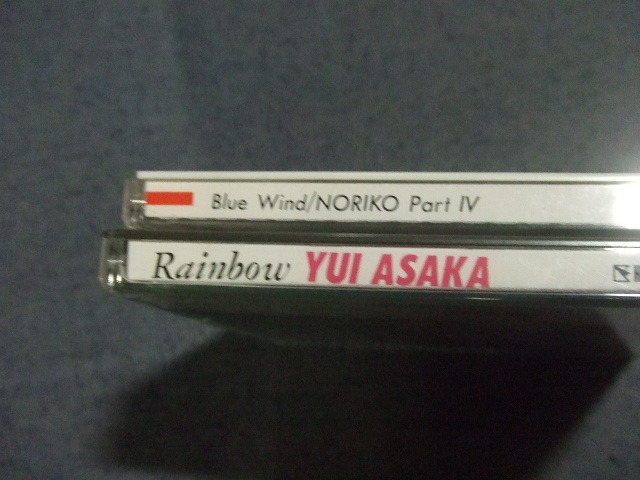 Blue Wind/NORIKO Part IV
Rainbow YUI ASAKA